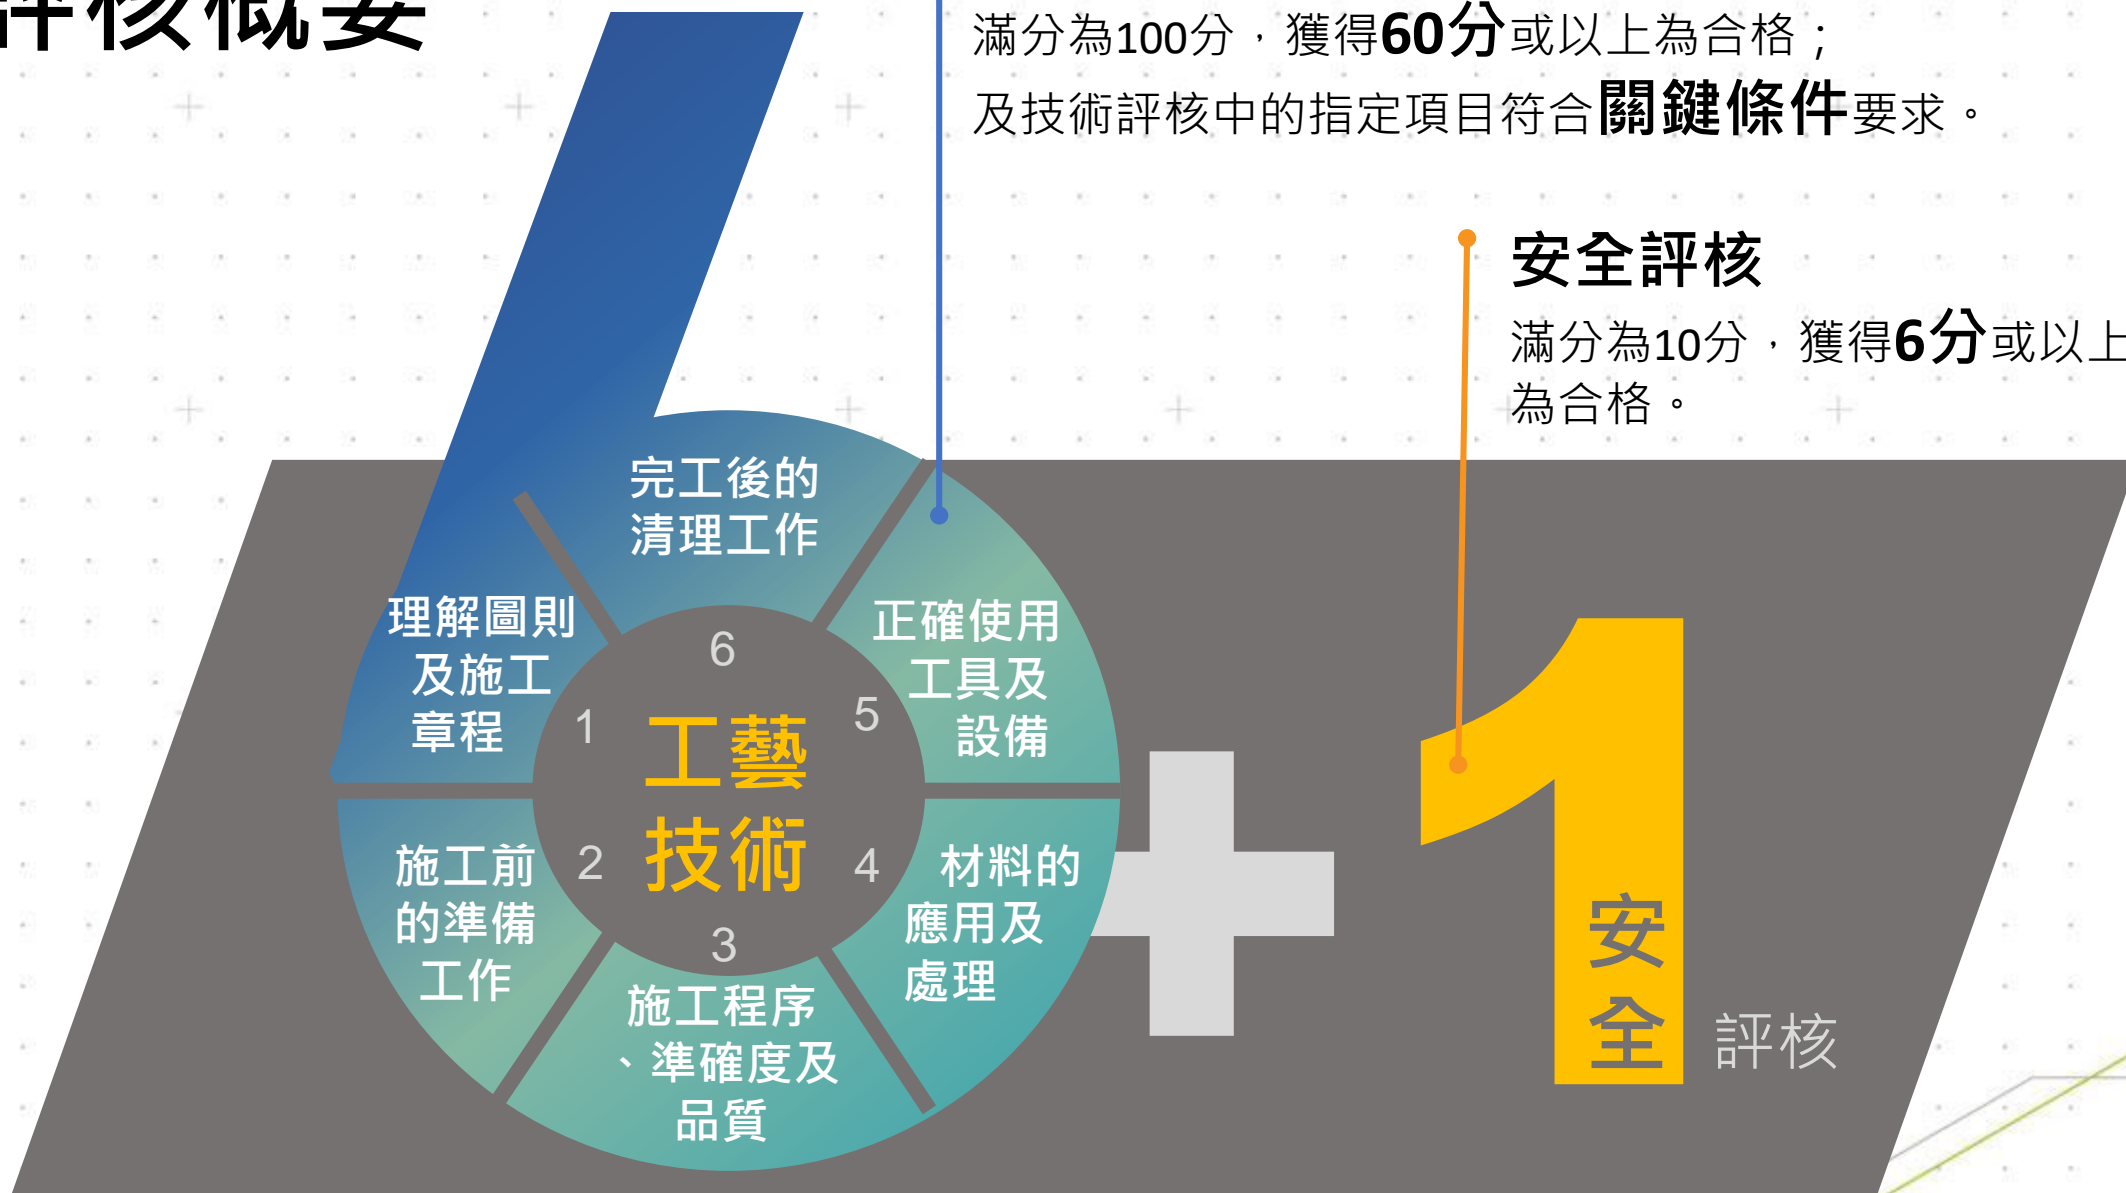 評核概要
滿分為100分，獲得60分或以上為合格；
及技術評核中的指定項目符合關鍵條件要求。
安全評核
滿分為10分，獲得6分或以上
為合格。
完工後的
清理工作
6
理解圖則
及施工
章程
1
正確使用
工具及
設備
5
工藝
技術
施工前
的準備
工作
2
材料的
應用及
處理
4
3
施工程序
、準確度及
品質
1
安
全
評核